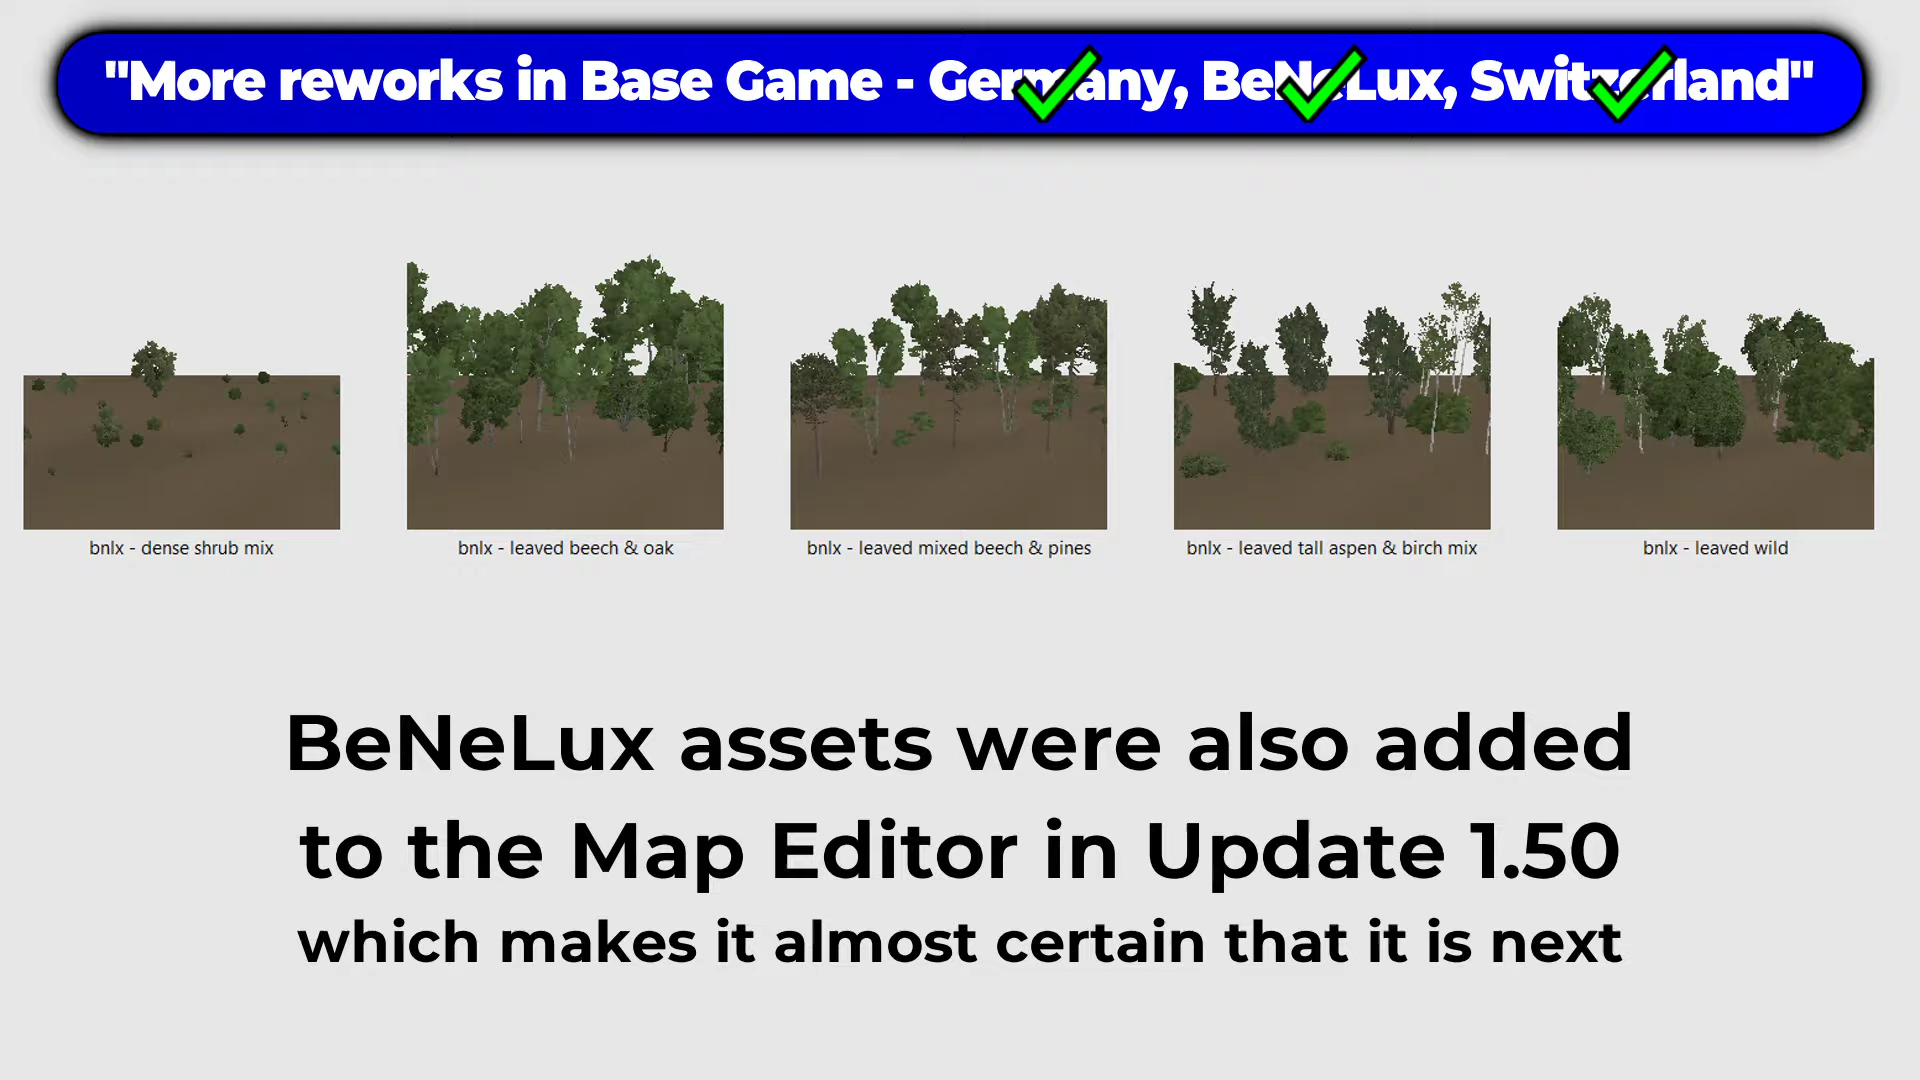 "More reworks in Base Game - Germany, BeNeLux, Switzerland"
bnlx - dense shrub mix
bnlx - leaved beech & oak
bnlx - leaved mixed beech & pines
bnlx - leaved tall aspen & birch mix
bnlx - leaved wild
BeNeLux assets were also added
to the Map Editor in Update 1.50
which makes it almost certain that it is next